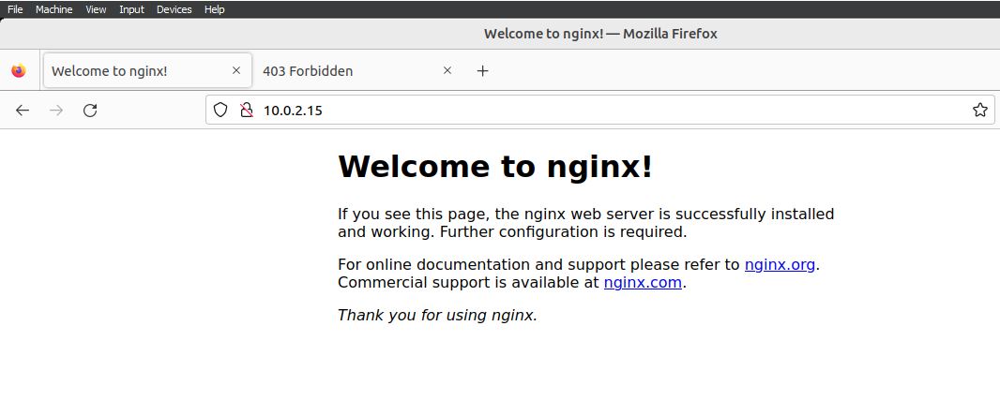 File Machine View Input Devices Help
Welcome to nginx! — Mozilla Firefox
Welcome to nginx! 403 Forbidden
10.0.2.15
Welcome to nginx!
If you see this page, the nginx web server is successfully installed
and working. Further configuration is required.
For online documentation and support please refer to nginx.org.
Commercial support is available at nginx.com.
Thank you for using nginx.